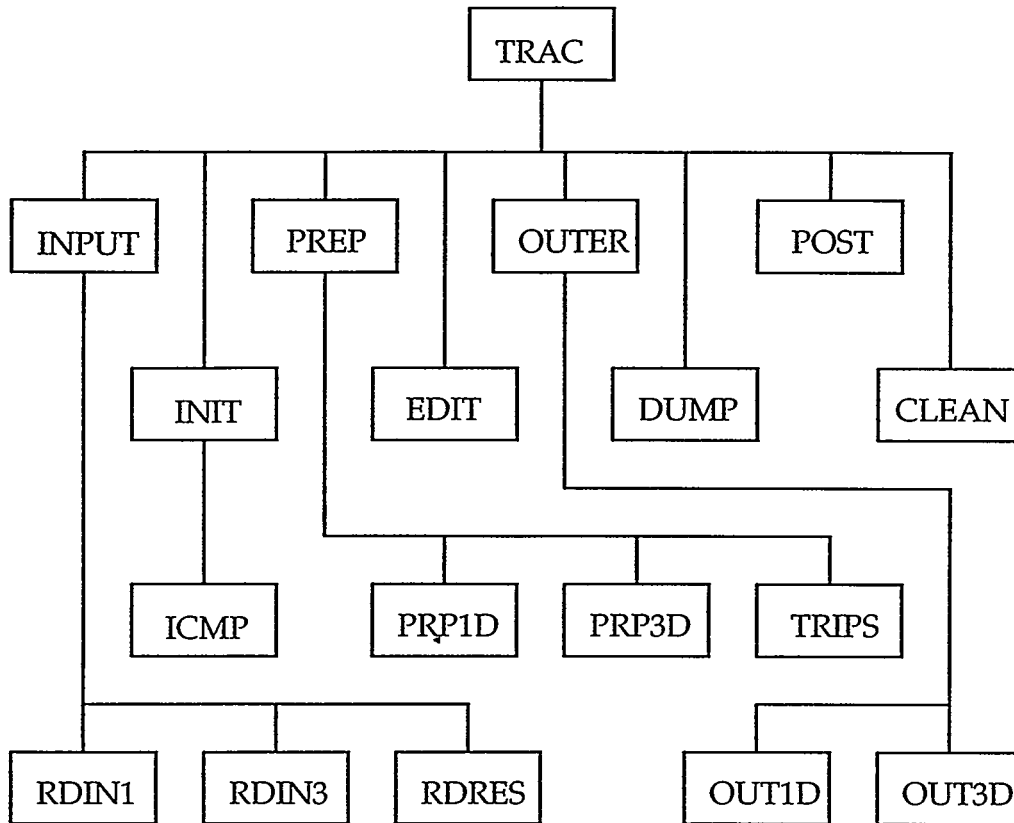 TRAC
INPUT
PREP
OUTER
POST
INIT
EDIT
DUMP
CLEAN
ICMP
PRP1D
PRP3D
TRIPS
RDIN1
RDIN3
RDRES
OUT1D
OUT3D